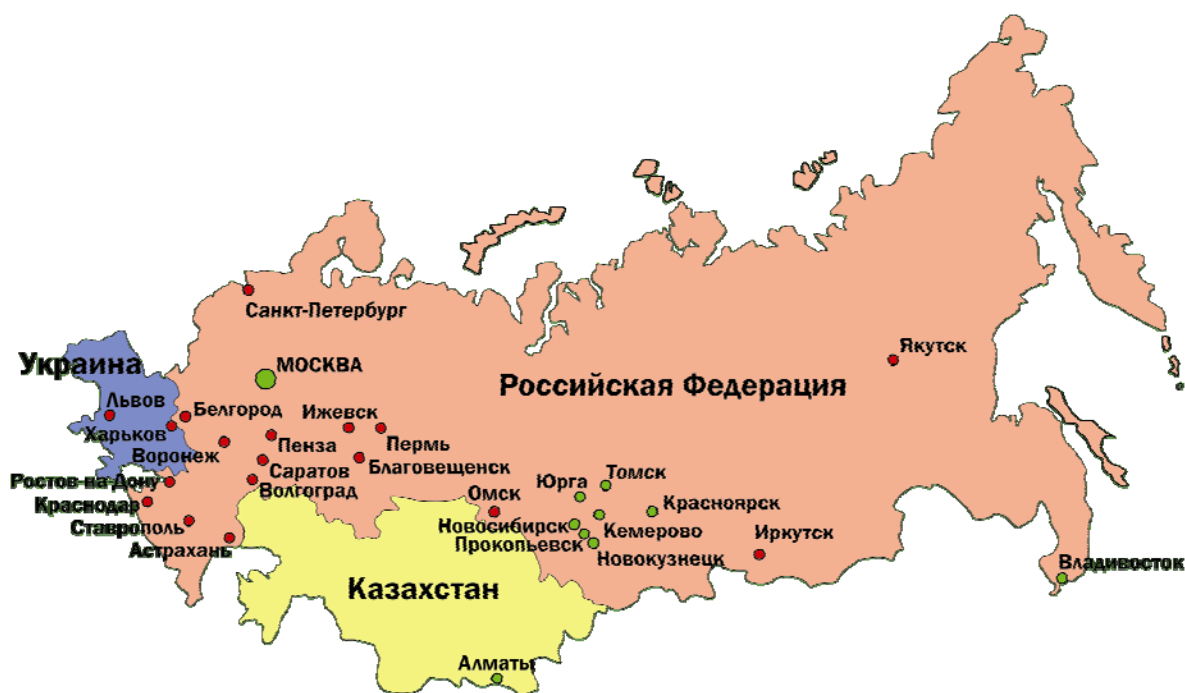 Санкт-Петербург
Украина
МОСКВА
Якутск
Российская Федерация
Львов
Белгород
Харьков
Ижевск
Воронеж
Пенза
Пермь
Саратов
Благовещенск
Ростов-на Дону
Волгоград
Томск
Юрга
Омск
Краснодар
Красноярск
Ставрополь
Новосибирск
Кемерово
Иркутск
Астрахань
Прокопьевск
Новокузнецк
Владивосток
Казахстан
Алматы